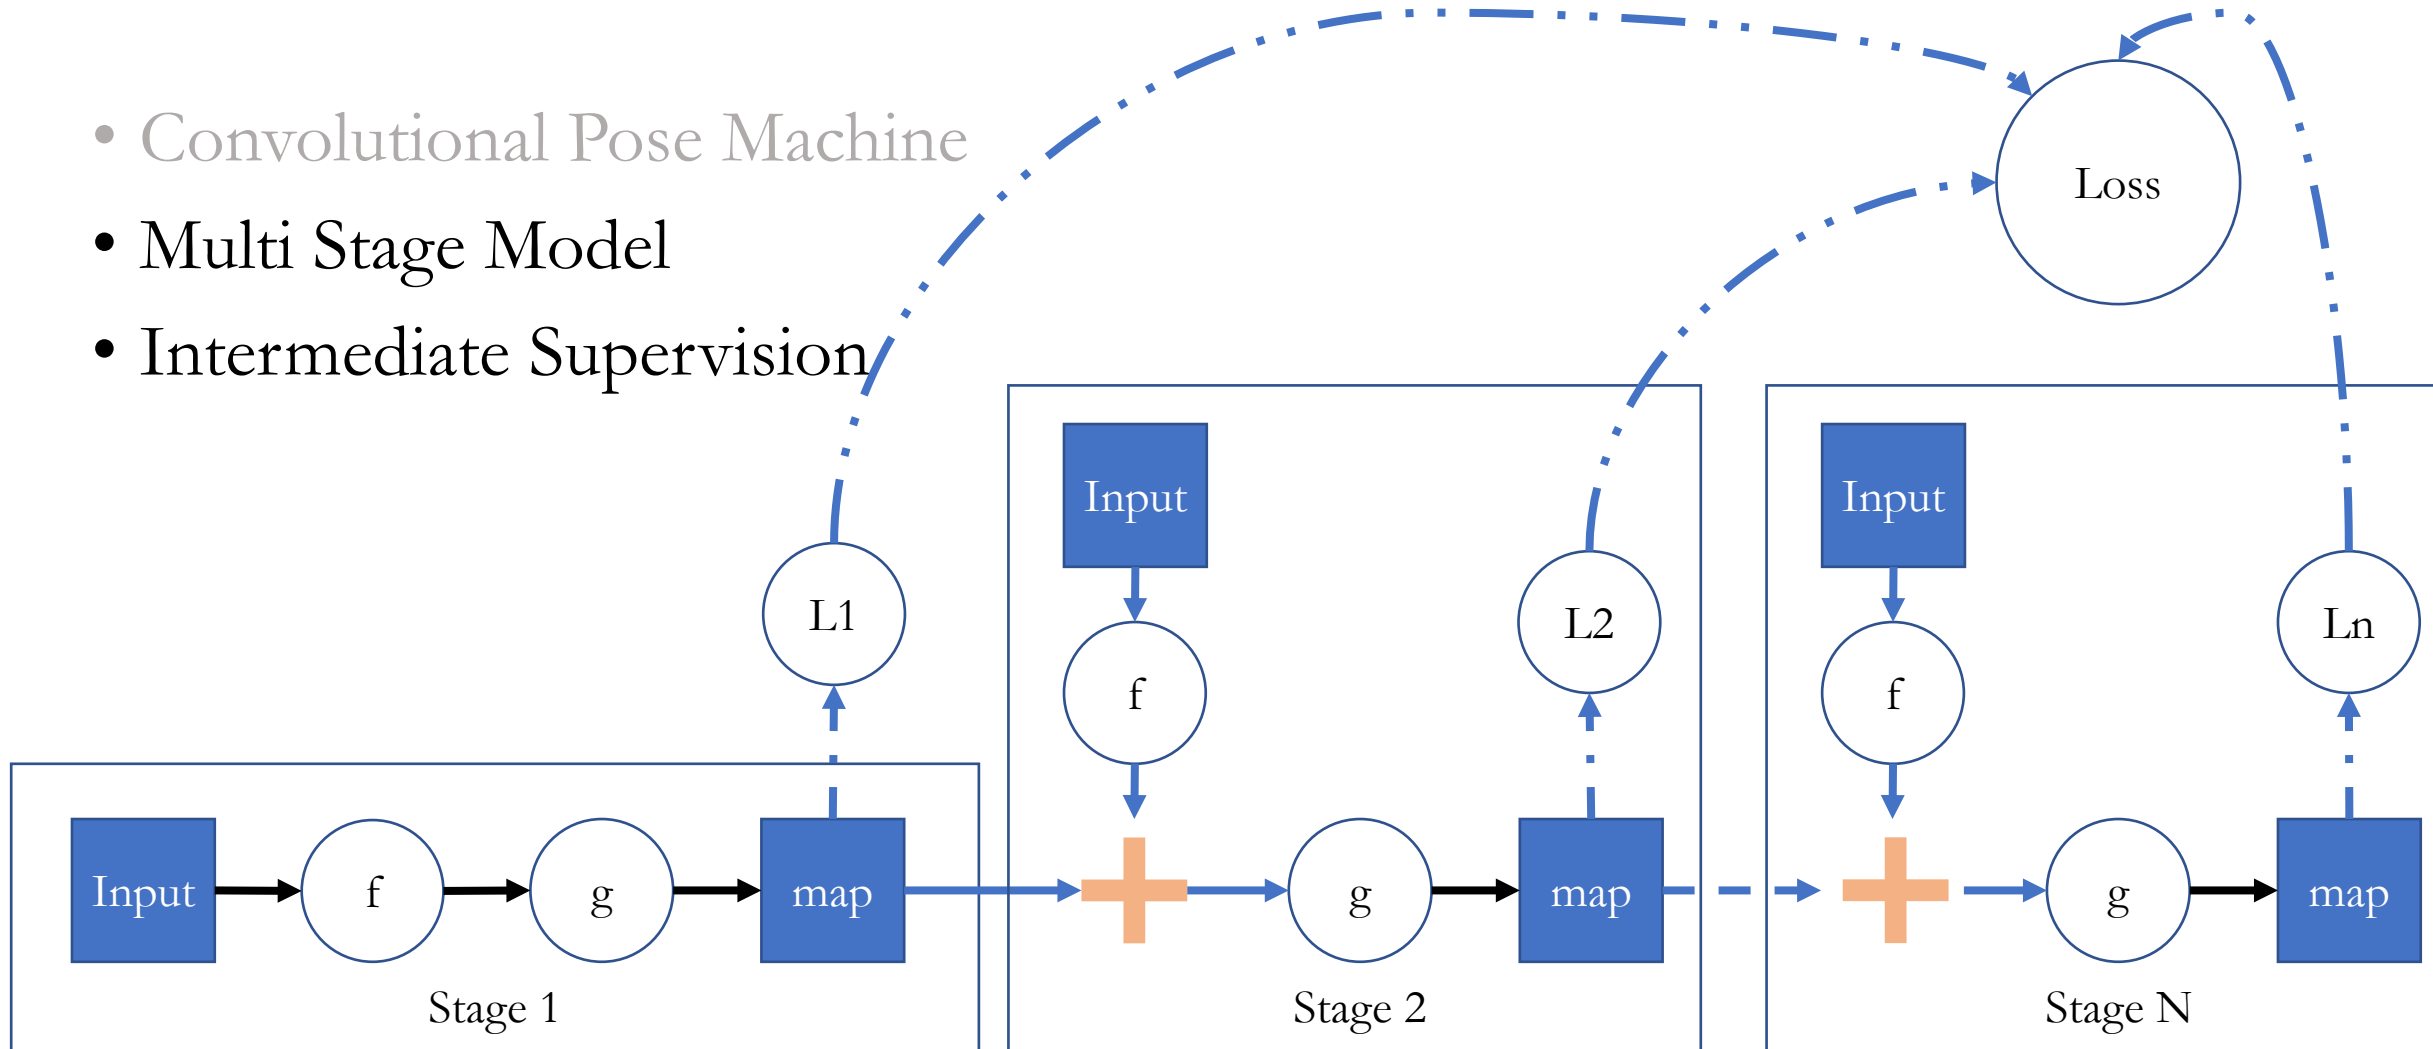 • Convolutional Pose Machine
• Multi Stage Model
• Intermediate Supervision
Loss
Input
Input
L1
L2
Ln
f
f
Input
f
g
map
g
map
g
map
Stage 1
Stage 2
Stage N